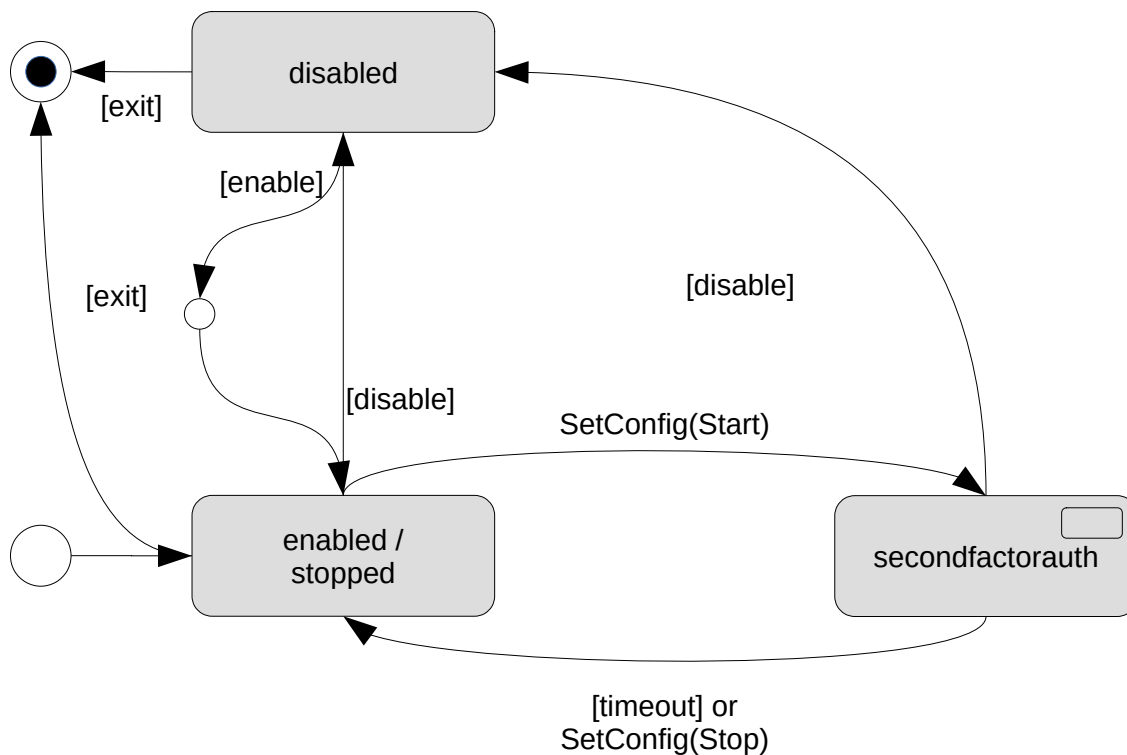 disabled
[exit]
[enable]
[disable]
[exit]
[disable]
SetConfig(Start)
enabled /
stopped
secondfactorauth
[timeout] or
SetConfig(Stop)